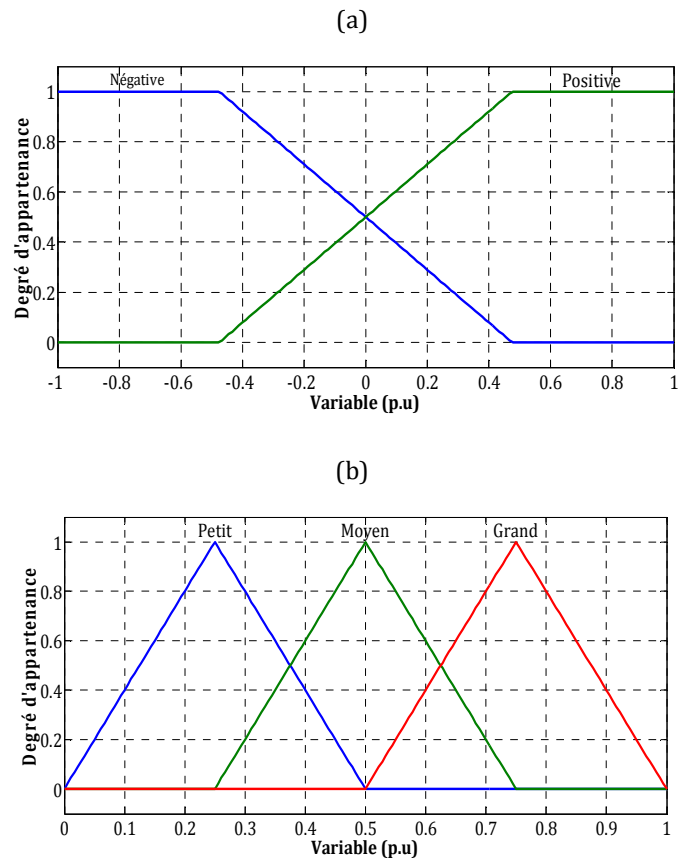 (a)
Négative
Positive
1
0.8
0.6
0.4
0.2
0
Degré d'appartenance
-1 -0.8 -0.6 -0.4 -0.2 0 0.2 0.4 0.6 0.8 1
Variable (p.u)
(b)
Petit Moyen Grand
1
0.8
0.6
0.4
0.2
0
Degré d'appartenance
0 0.1 0.2 0.3 0.4 0.5 0.6 0.7 0.8 0.9 1
Variable (p.u)